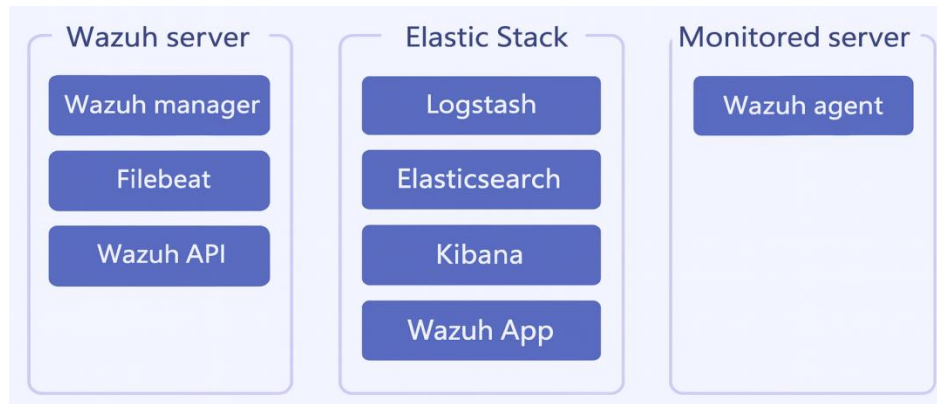 Wazuh server
Wazuh manager
Filebeat
Wazuh API
Elastic Stack
Logstash
Elasticsearch
Kibana
Wazuh App
Monitored server
Wazuh agent